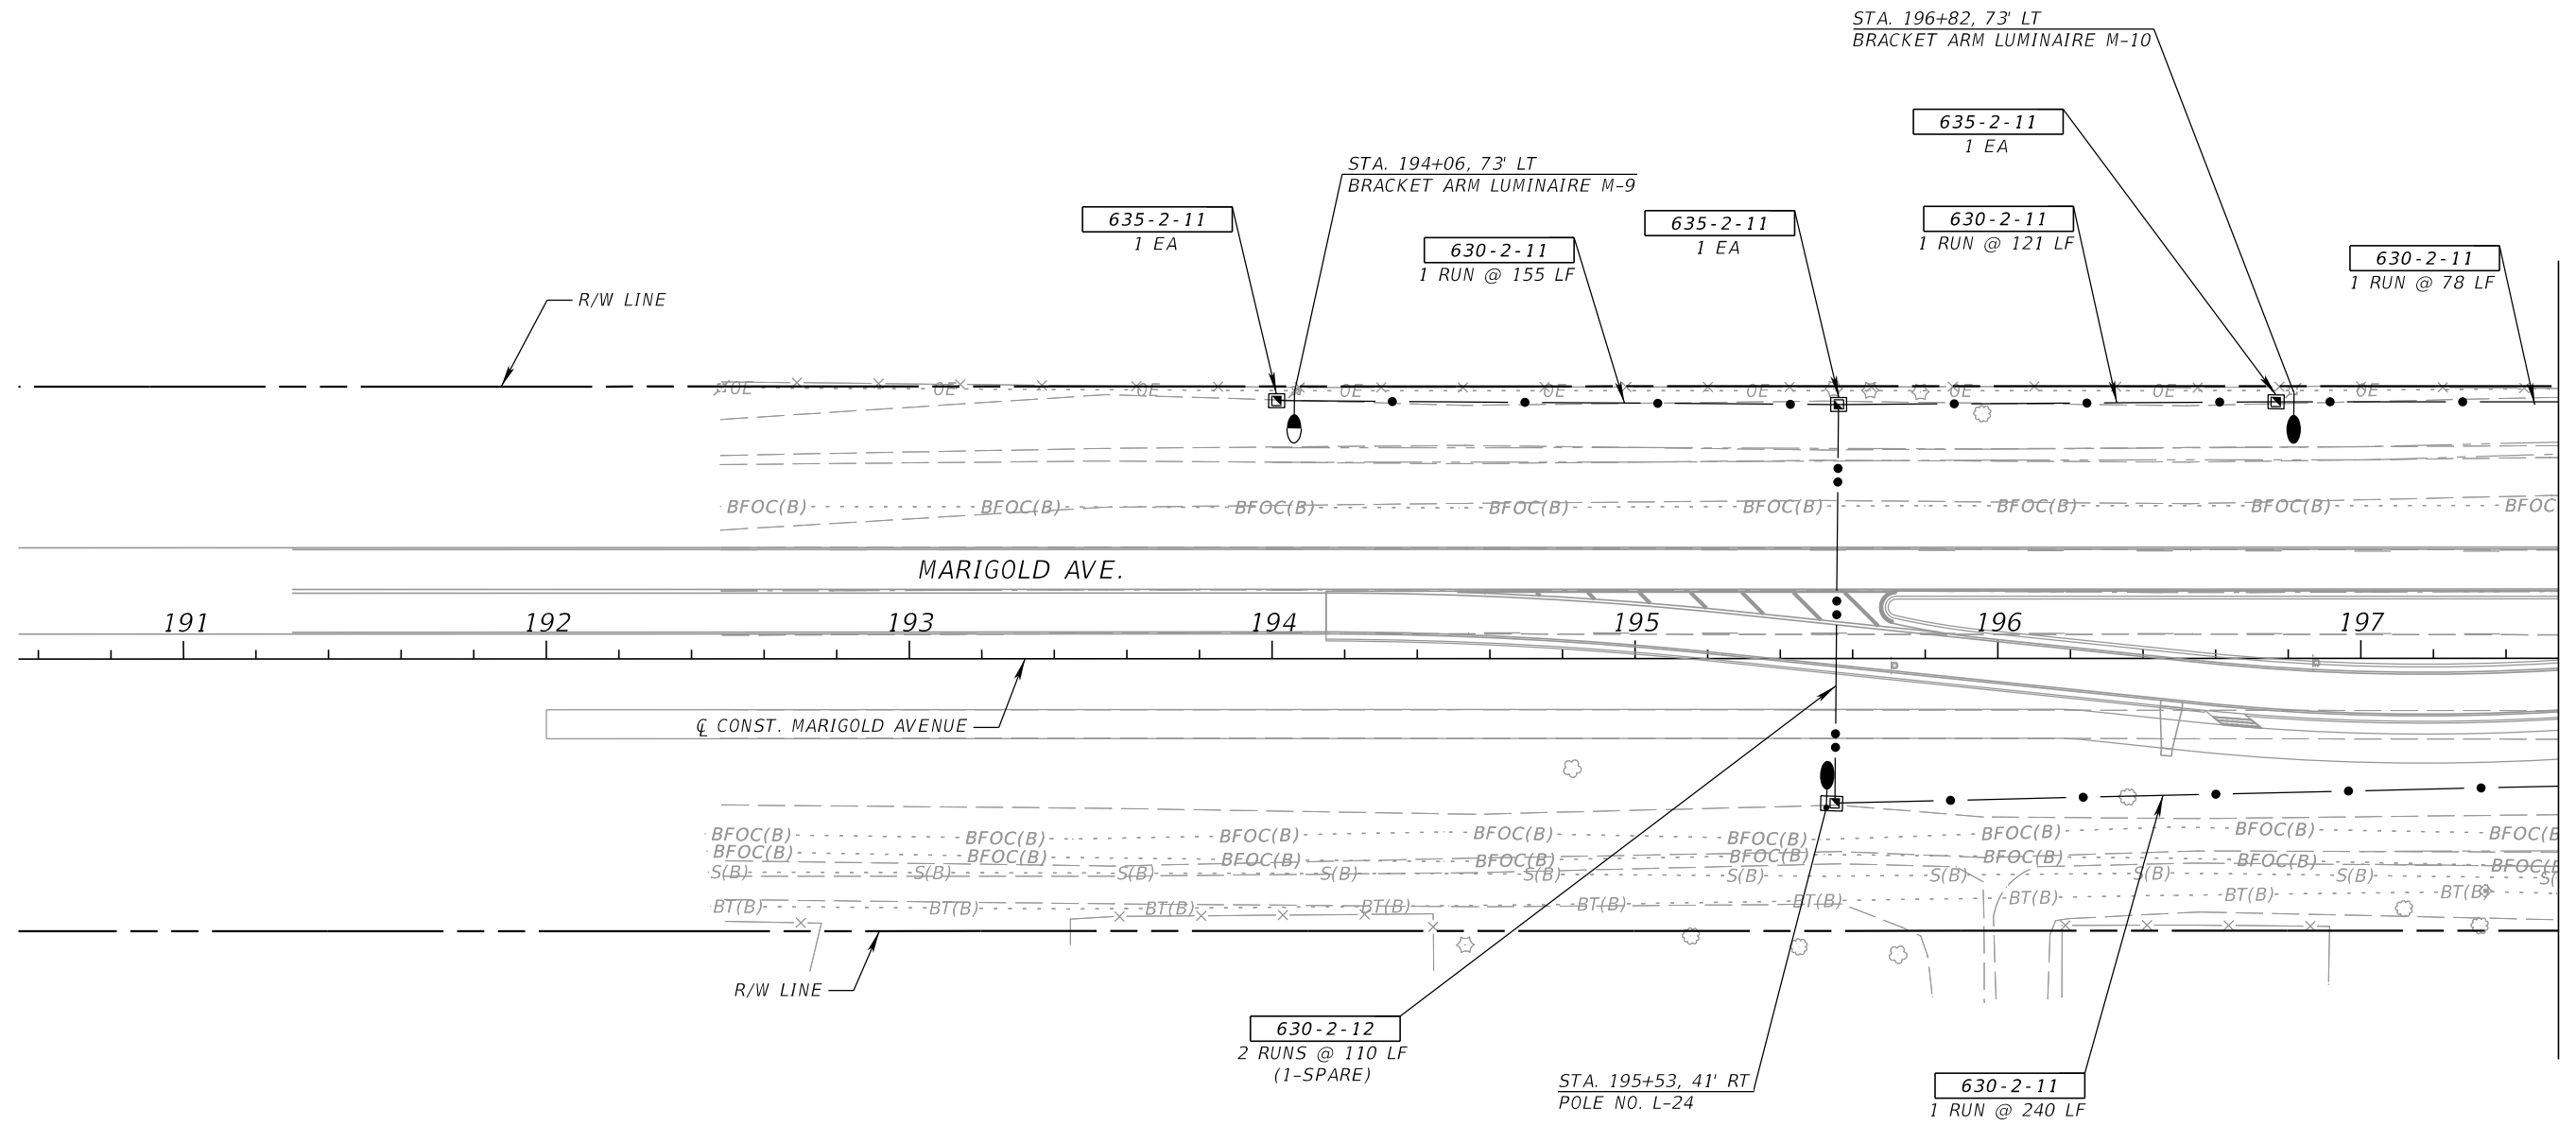 STA. 196+82, 73' LT
BRACKET ARM LUMINAIRE M-10
635-2-11
1 EA
STA. 194+06, 73' LT
BRACKET ARM LUMINAIRE M-9
635-2-11
1 EA
630-2-11
1 RUN @ 155 LF
635-2-11
1 EA
630-2-11
1 RUN @ 121 LF
630-2-11
1 RUN @ 78 LF
R/W LINE
OE OE OE OE OE OE OE OE OE
BFOC(B) BFOC(B) BFOC(B) BFOC(B) BFOC(B) BFOC(B) BFOC(B) BFOC
MARIGOLD AVE.
191 192 193 194 195 196 197
℄ CONST. MARIGOLD AVENUE
BFOC(B) BFOC(B) BFOC(B) BFOC(B) BFOC(B) BFOC(B) BFOC(B) BFOC(B
BFOC(B) BFOC(B) BFOC(B) BFOC(B) BFOC(B) BFOC(B) BFOC(B) BFOC(B
S(B) S(B) S(B) S(B) S(B) S(B) S(B) S(B) S(B) S(
BT(B) BT(B) BT(B) BT(B) BT(B) BT(B) BT(B) BT(B) BT(B)
R/W LINE
630-2-12
2 RUNS @ 110 LF
(1-SPARE)
STA. 195+53, 41' RT
POLE NO. L-24
630-2-11
1 RUN @ 240 LF